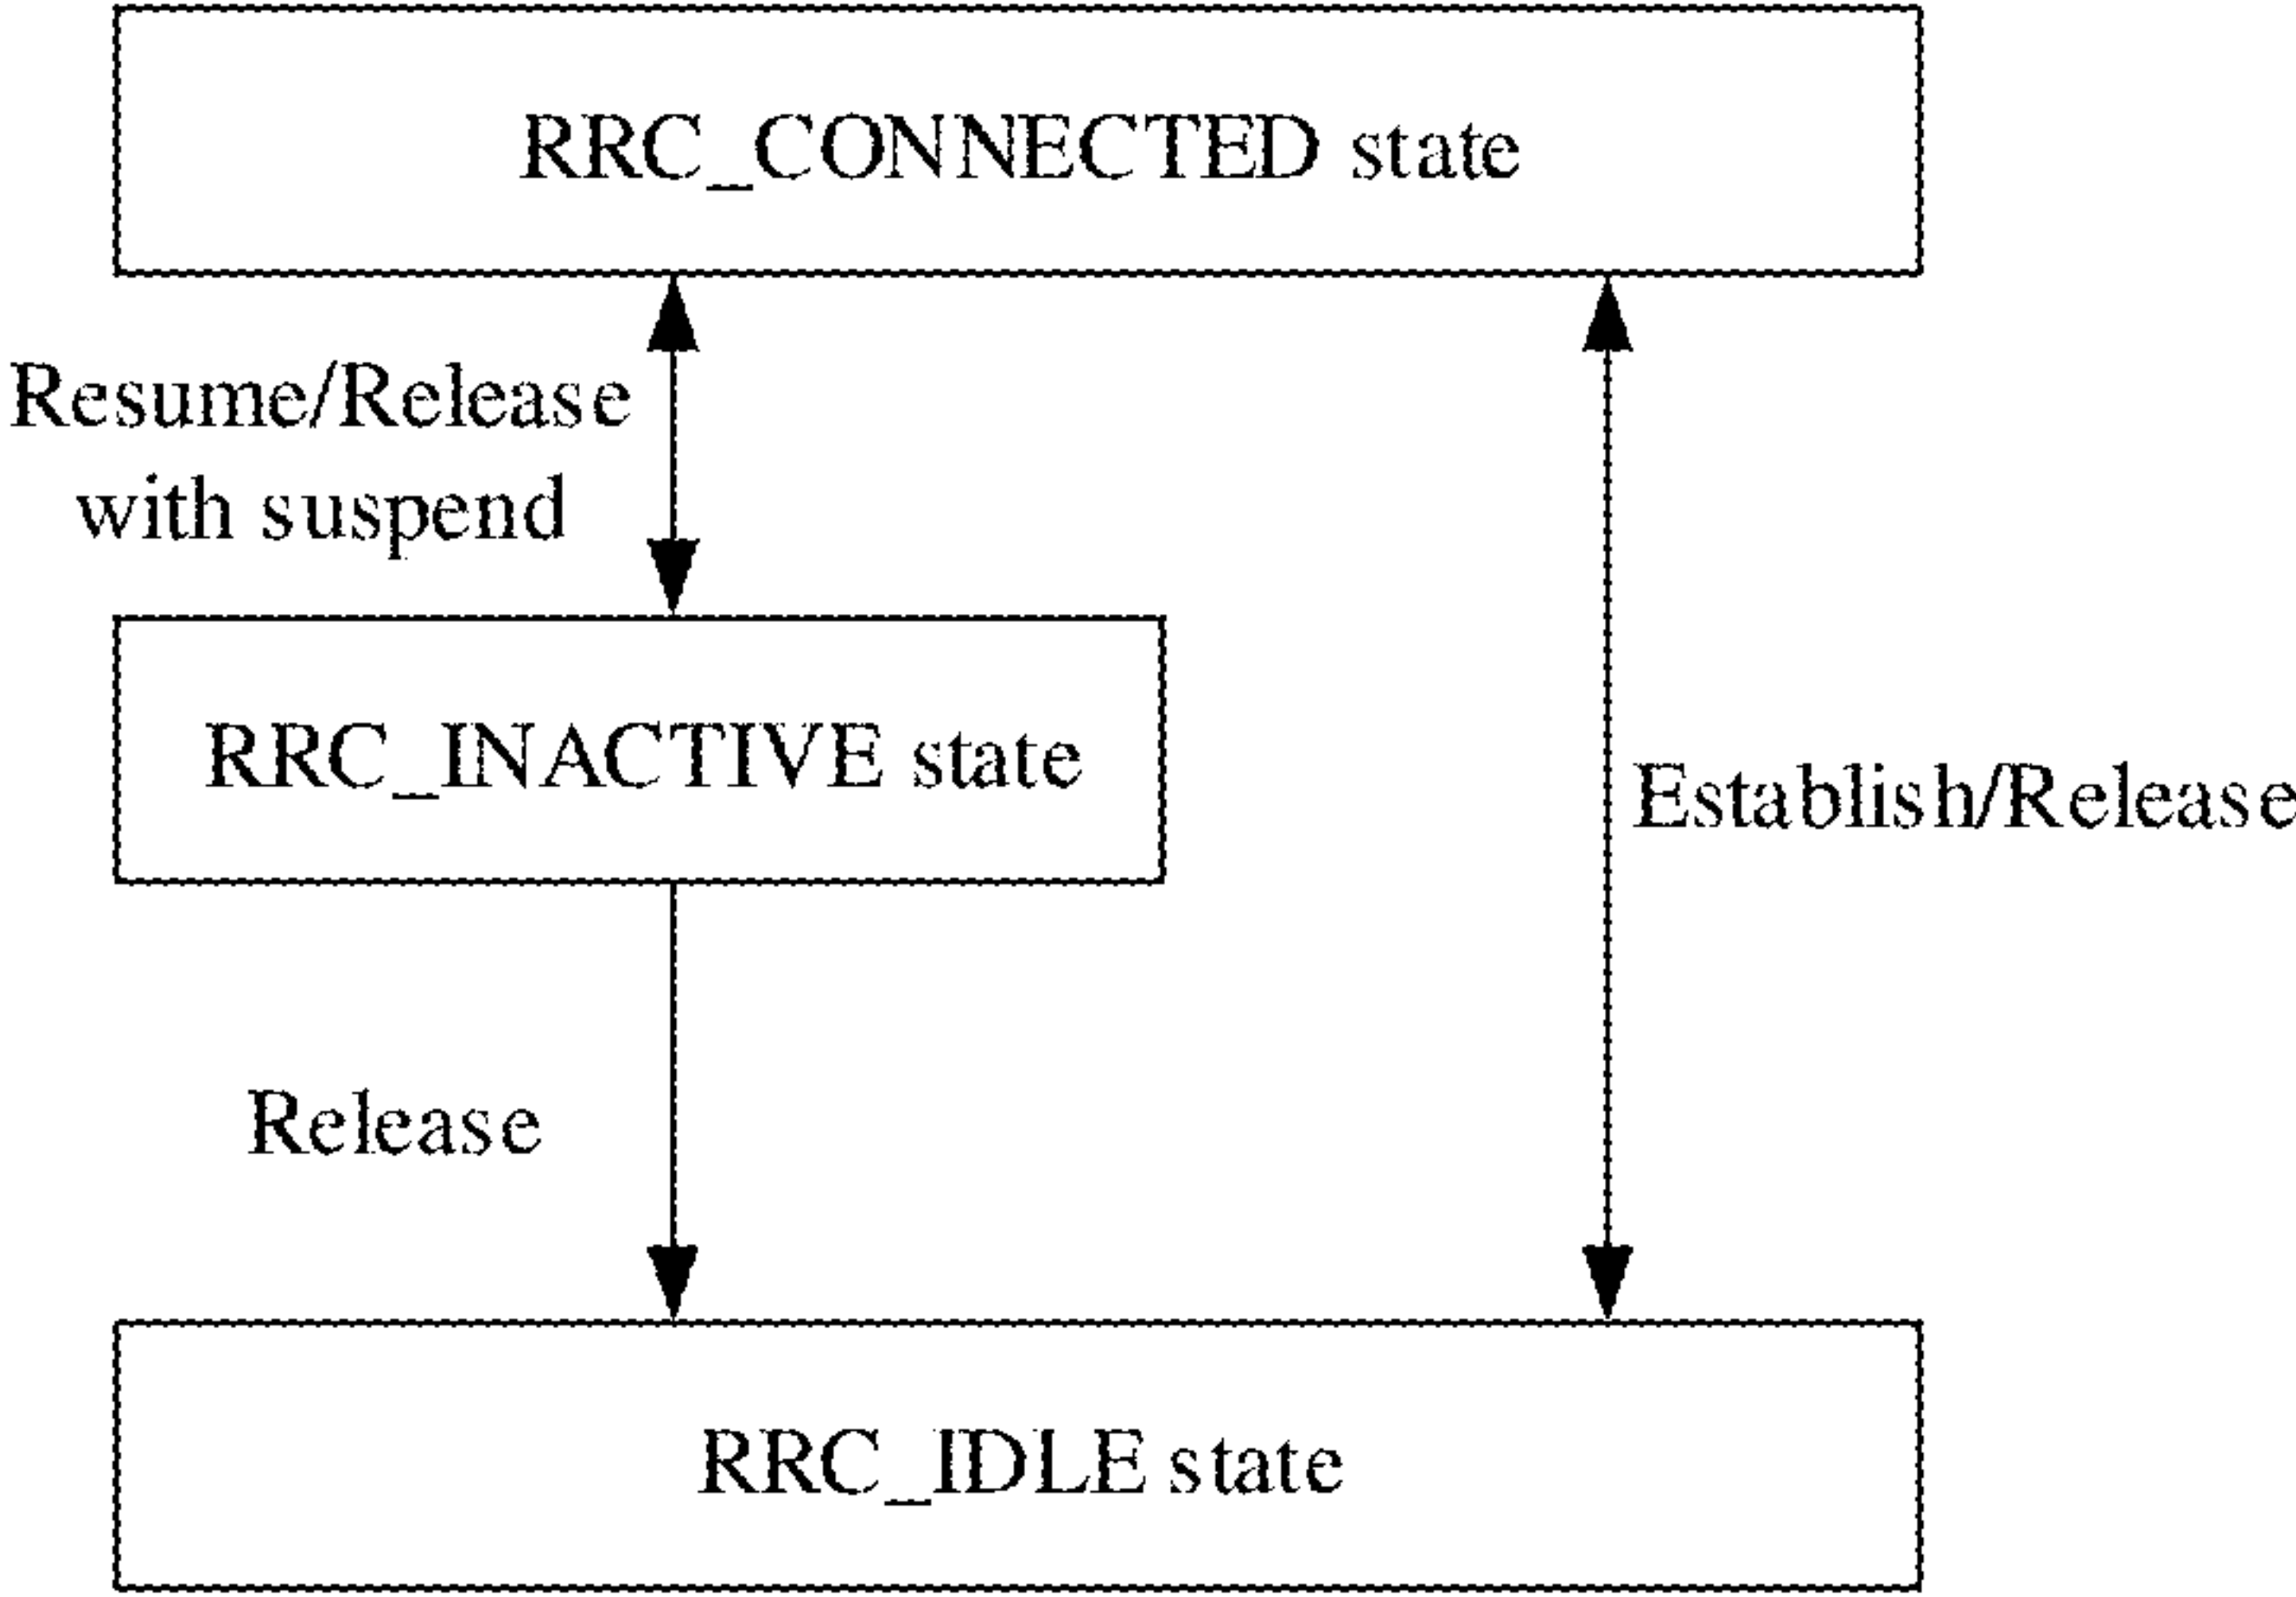 RRC_CONNECTED state
Resume/Release
with suspend
RRC_INACTIVE state
Establish/Release
Release
RRC_IDLE state